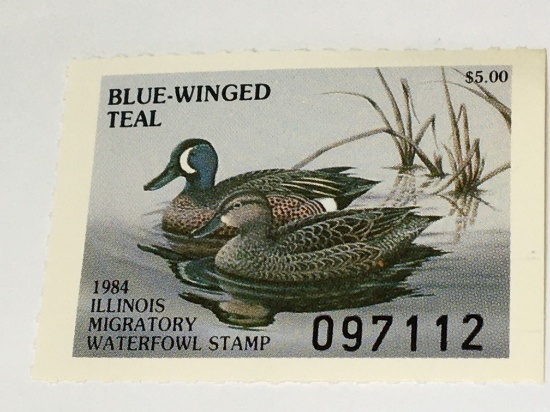 BLUE-WINGED
TEAL
$5.00
1984
ILLINOIS
MIGRATORY
WATERFOWL STAMP
097112